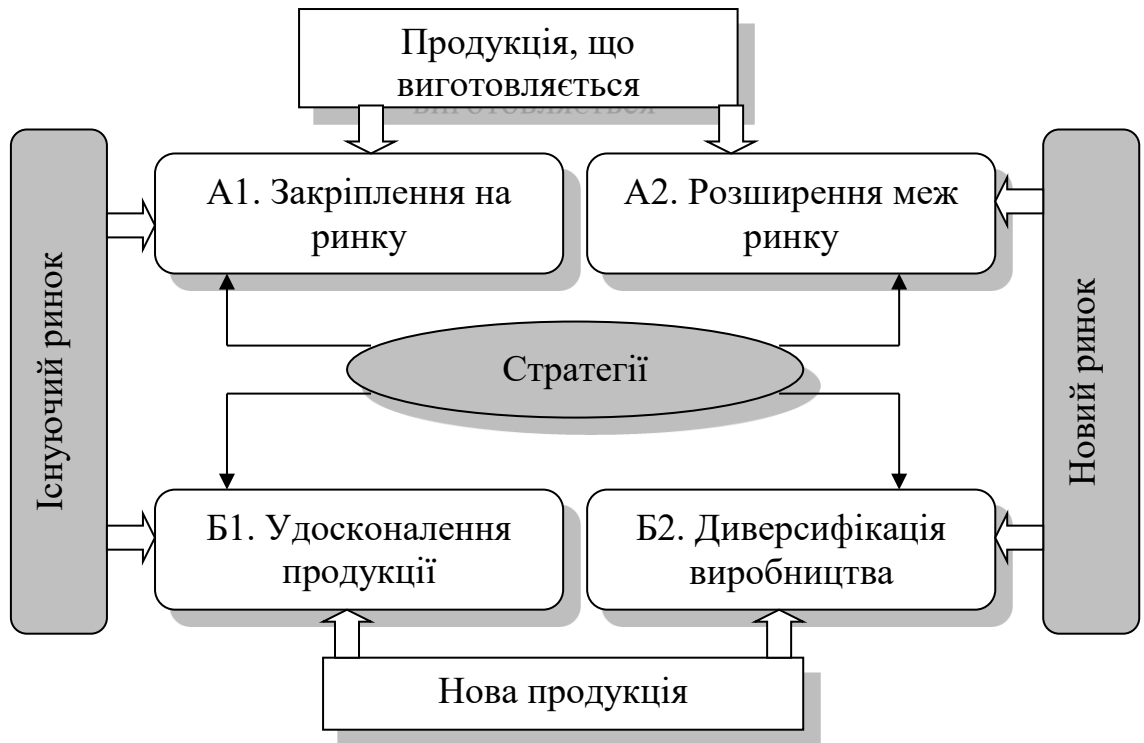 Продукція, що
виготовляється
А1. Закріплення на
ринку
А2. Розширення меж
ринку
Існуючий ринок
Стратегії
Новий ринок
Б1. Удосконалення
продукції
Б2. Диверсифікація
виробництва
Нова продукція